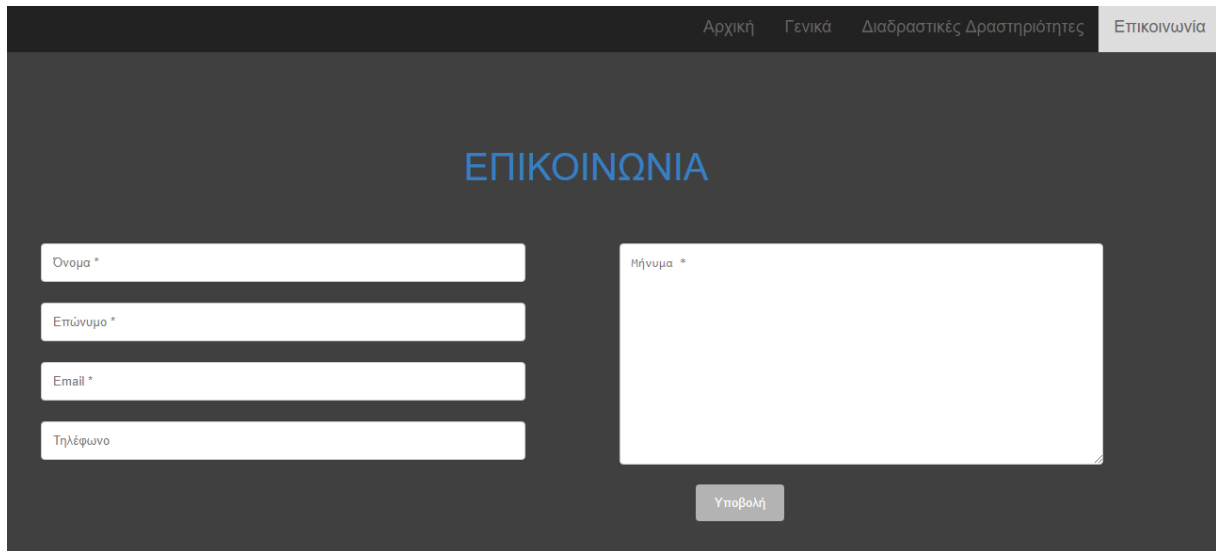 Αρχική Γενικά Διαδραστικές Δραστηριότητες Επικοινωνία
ΕΠΙΚΟΙΝΩΝΙΑ
Όνομα *
Επώνυμο *
Email *
Τηλέφωνο
Μήνυμα *
Υποβολή